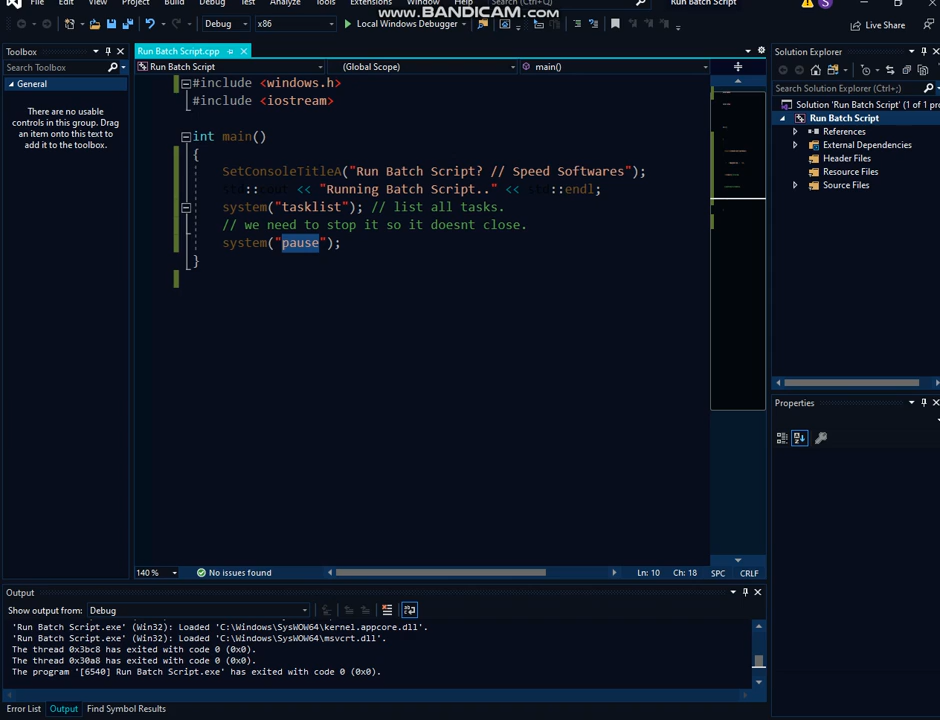 File Edit View Project Build Debug Test Analyze Tools Extensions Window Help Search (Ctrl+Q) Run Batch Script S
www.BANDICAM.com
Debug x86 Local Windows Debugger Live Share
Toolbox
Search Toolbox
General
There are no usable
controls in this group. Drag
an item onto this text to
add it to the toolbox.
Run Batch Script.cpp
Run Batch Script (Global Scope) main()
#include <windows.h>
#include <iostream>
int main()
{
SetConsoleTitleA("Run Batch Script? // Speed Softwares");
std::cout << "Running Batch Script.." << std::endl;
system("tasklist"); // list all tasks.
// we need to stop it so it doesnt close.
system("pause");
}
140 % No issues found Ln: 10 Ch: 18 SPC CRLF
Solution Explorer
Search Solution Explorer (Ctrl+;)
Solution 'Run Batch Script' (1 of 1 pr
Run Batch Script
References
External Dependencies
Header Files
Resource Files
Source Files
Properties
Output
Show output from: Debug
'Run Batch Script.exe' (Win32): Loaded 'C:\Windows\SysWOW64\kernel.appcore.dll'.
'Run Batch Script.exe' (Win32): Loaded 'C:\Windows\SysWOW64\msvcrt.dll'.
The thread 0x3bc8 has exited with code 0 (0x0).
The thread 0x30a8 has exited with code 0 (0x0).
The program '[6540] Run Batch Script.exe' has exited with code 0 (0x0).
Error List Output Find Symbol Results